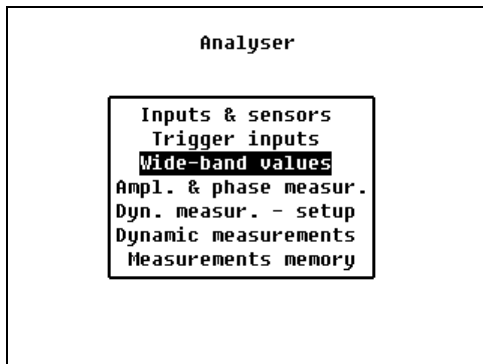 Analyser
Inputs & sensors
Trigger inputs
Wide-band values
Ampl. & phase measur.
Dyn. measur. - setup
Dynamic measurements
Measurements memory